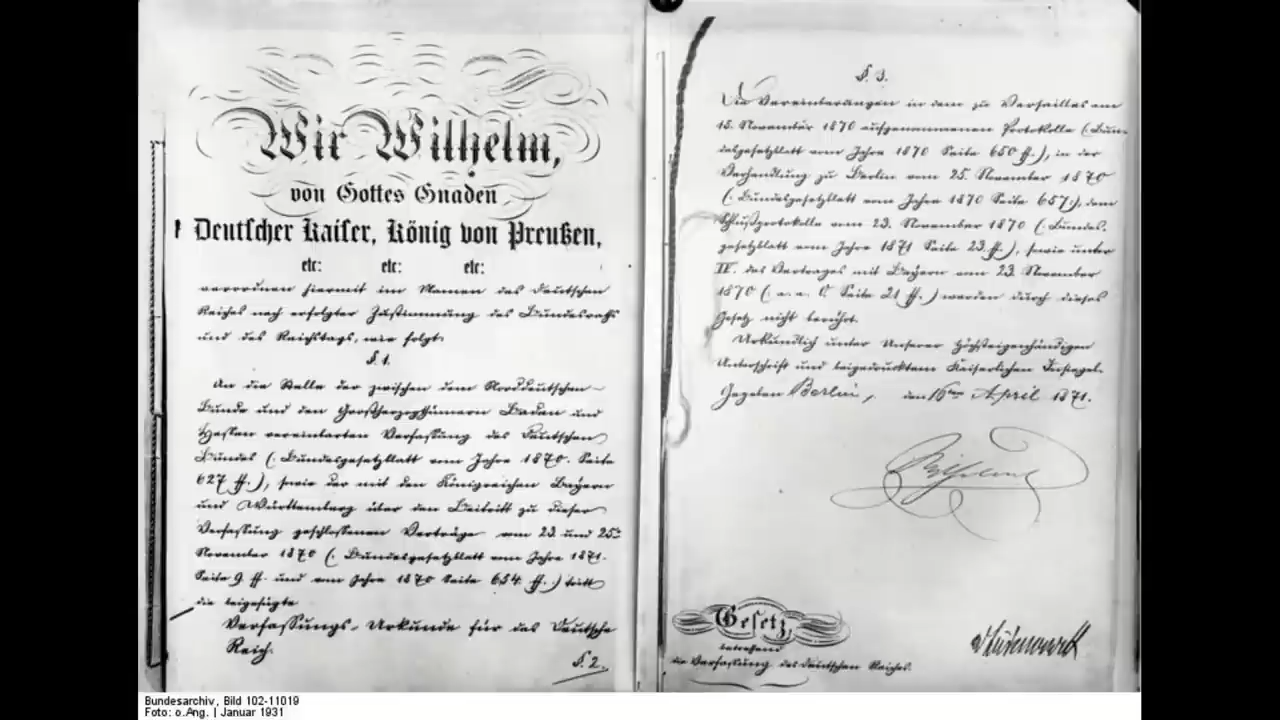 Wir Wilhelm,
von Gottes Gnaden
Deutscher Kaiser, König von Preußen,
etc: etc: etc:
verordnen hiermit im Namen des Deutschen
Reichs nach erfolgter Zustimmung des Bundesraths
und des Reichstags, wie folgt:
§. 1.
An die Stelle der zwischen dem Norddeutschen
Bunde und den Großherzogthümern Baden und
Hessen vereinbarten Verfassung des Deutschen
Bundes (Bundesgesetzblatt vom Jahre 1870. Seite
627 ff.), sowie der mit den Königreichen Bayern
und Württemberg über den Beitritt zu dieser
Verfassung geschlossenen Verträge vom 23. und 25.
November 1870 (Bundesgesetzblatt vom Jahre 1871.
Seite 9 ff. und vom Jahre 1870 Seite 654 ff.) tritt
die beigefügte
Verfassungs-Urkunde für das Deutsche
Reich.
§. 2.
§. 3.
Die Vereinbarungen in dem zu Versailles am
15. November 1870 aufgenommenen Protokolle (Bun-
desgesetzblatt vom Jahre 1870 Seite 650 ff.), in der
Verhandlung zu Berlin vom 25. November 1870
(Bundesgesetzblatt vom Jahre 1870 Seite 657.), dem
Schlußprotokolle vom 23. November 1870 (Bundes-
gesetzblatt vom Jahre 1871 Seite 23 ff.), sowie unter
IV. des Vertrages mit Bayern vom 23. November
1870 (a. a. O. Seite 21 ff.) werden durch dieses
Gesetz nicht berührt.
Urkundlich unter Unserer Höchsteigenhändigen
Unterschrift und beigedrucktem Kaiserlichen Insiegel.
Gegeben Berlin, den 16ten April 1871.
Wilhelm
Gesetz,
betreffend
die Verfassung des Deutschen Reiches.
Bundesarchiv, Bild 102-11019
Foto: o.Ang. | Januar 1931